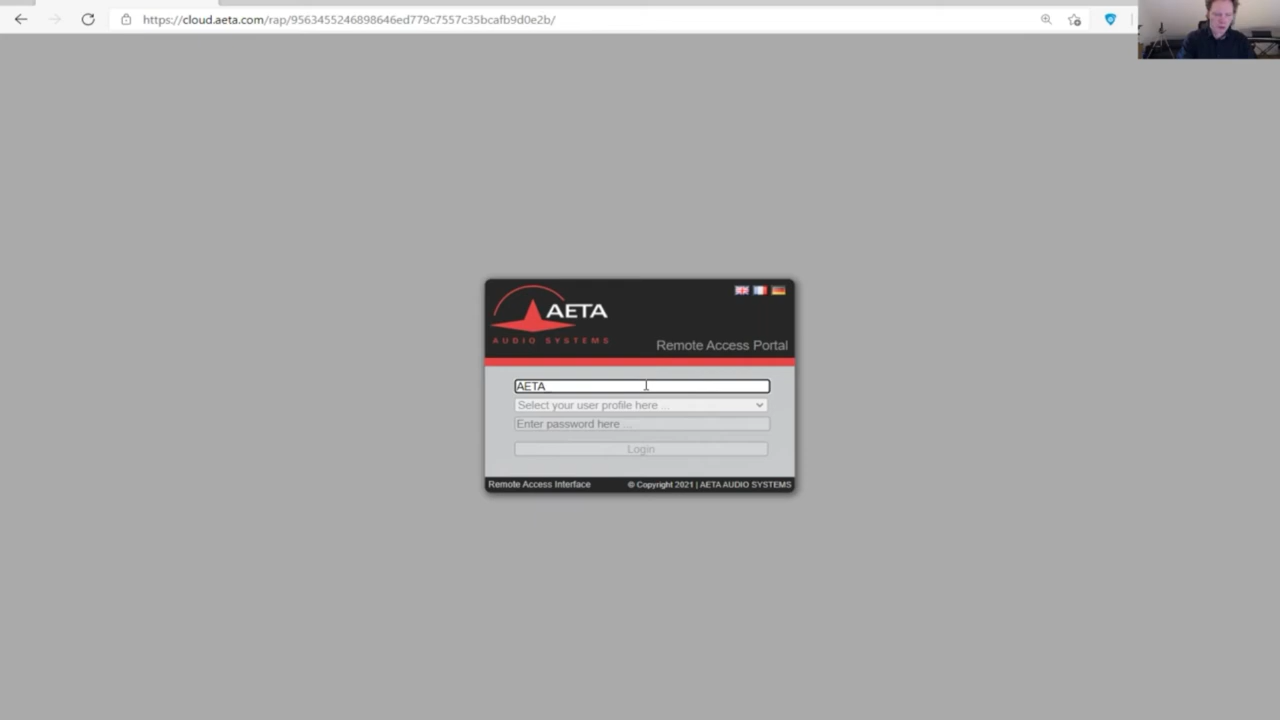 https://cloud.aeta.com/rap/9563455246898646ed779c7557c35bcafb9d0e2b/
AETA
AUDIO SYSTEMS
Remote Access Portal
AETA_
Select your user profile here ...
Enter password here ...
Login
Remote Access Interface
© Copyright 2021 | AETA AUDIO SYSTEMS